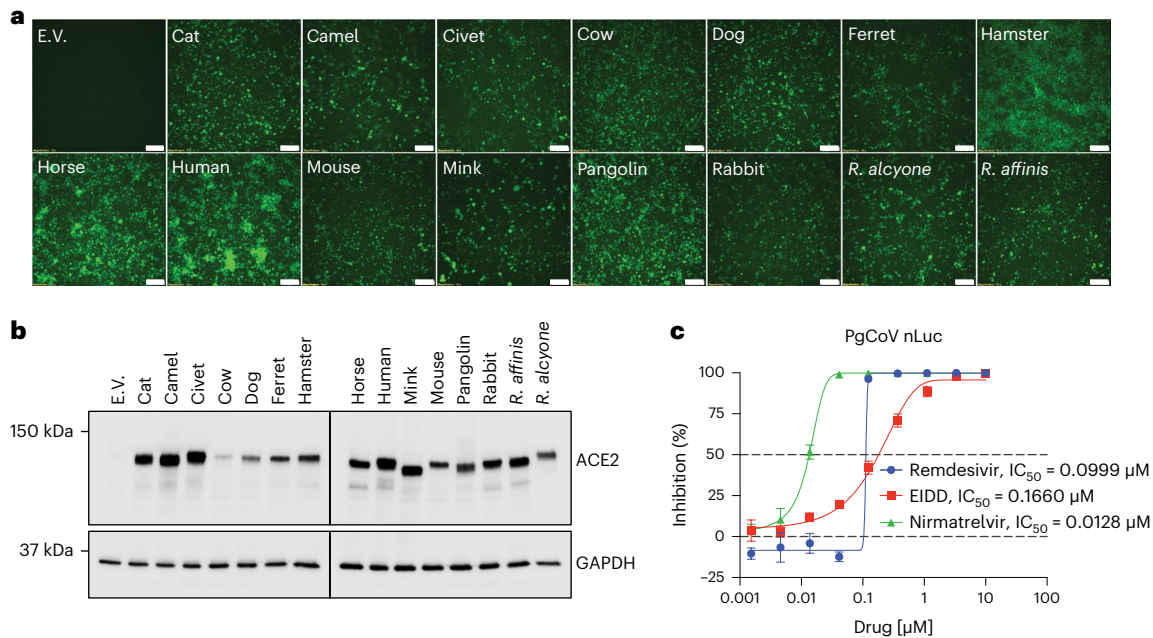 a
E.V.
Cat
Camel
Civet
Cow
Dog
Ferret
Hamster
Horse
Human
Mouse
Mink
Pangolin
Rabbit
R. alcyone
R. affinis
b
E.V.
Cat
Camel
Civet
Cow
Dog
Ferret
Hamster
Horse
Human
Mink
Mouse
Pangolin
Rabbit
R. affinis
R. alcyone
150 kDa
ACE2
37 kDa
GAPDH
c
PgCoV nLuc
Inhibition (%)
100
75
50
25
0
−25
Remdesivir, IC50 = 0.0999 µM
EIDD, IC50 = 0.1660 µM
Nirmatrelvir, IC50 = 0.0128 µM
0.001
0.01
0.1
1
10
100
Drug [µM]